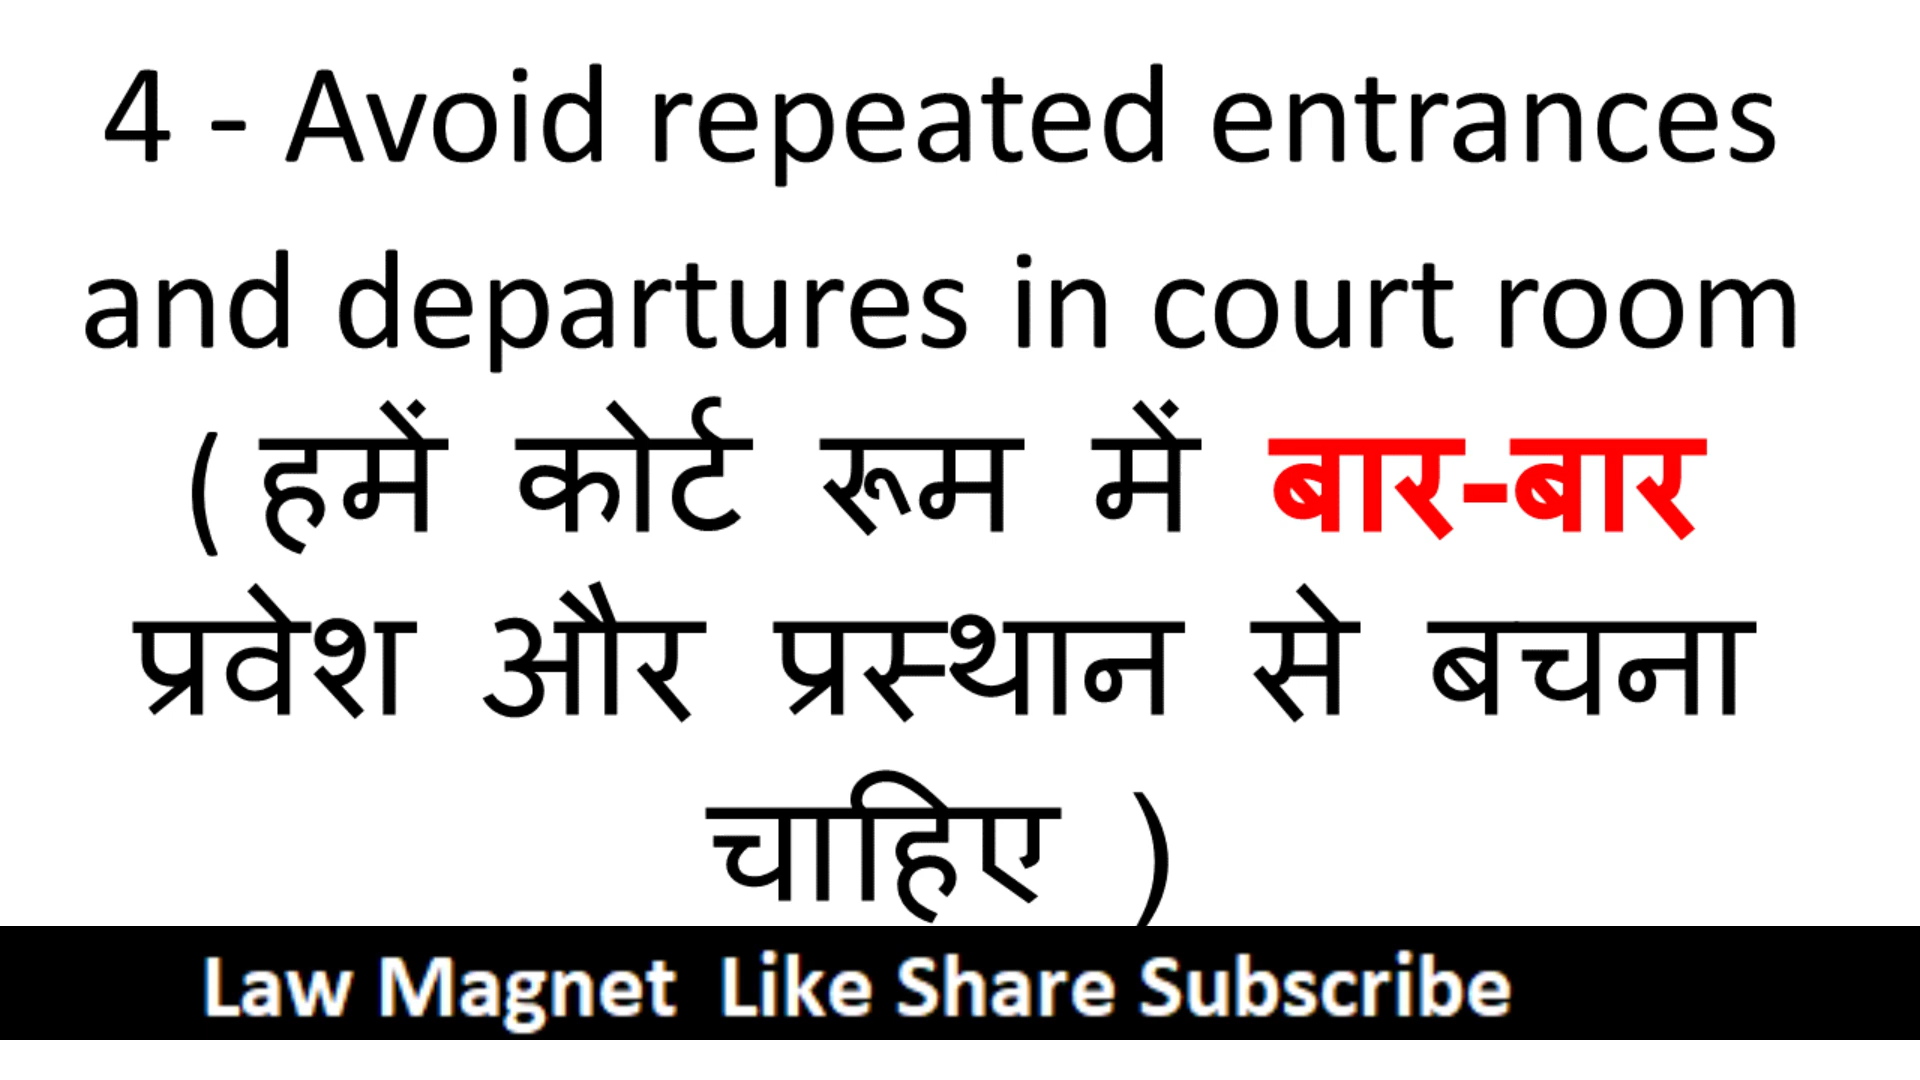 4 - Avoid repeated entrances
and departures in court room
( हमें कोर्ट रूम में बार-बार
प्रवेश और प्रस्थान से बचना
चाहिए )
Law Magnet Like Share Subscribe